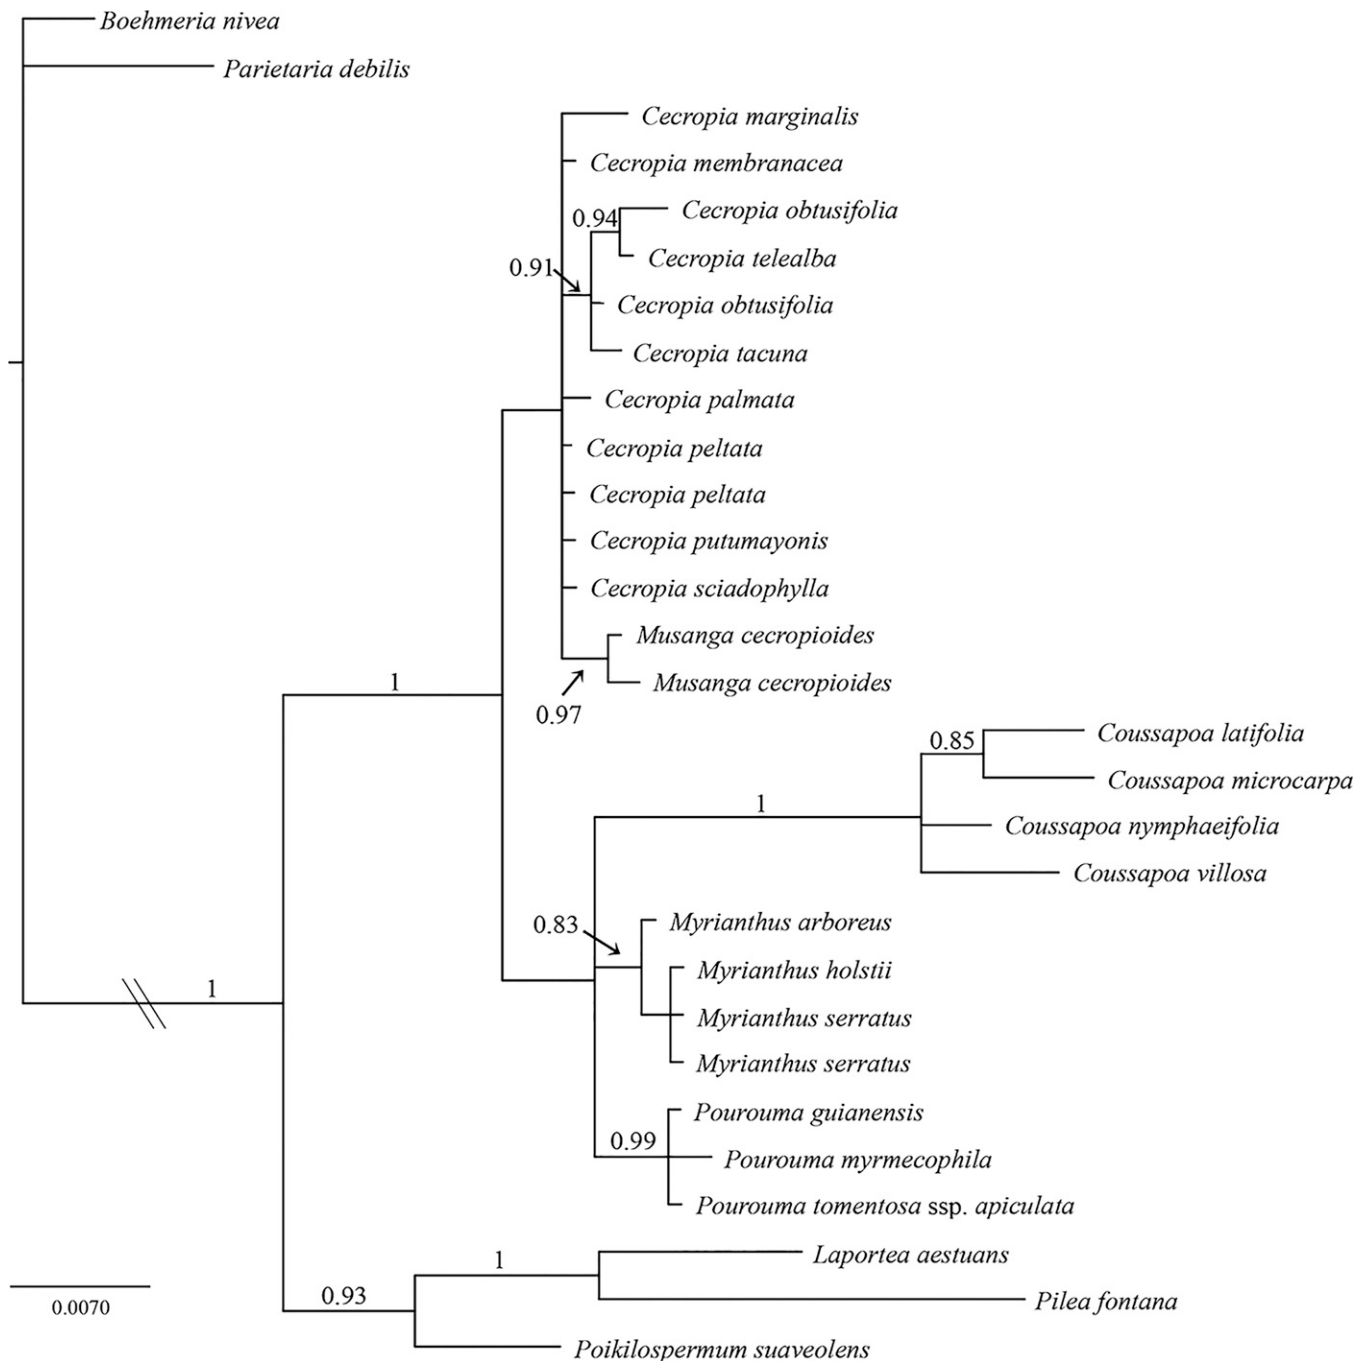 Boehmeria nivea
Parietaria debilis
Cecropia marginalis
Cecropia membranacea
0.94 Cecropia obtusifolia
Cecropia telealba
0.91
Cecropia obtusifolia
Cecropia tacuna
Cecropia palmata
Cecropia peltata
Cecropia peltata
Cecropia putumayonis
Cecropia sciadophylla
Musanga cecropioides
1 Musanga cecropioides
0.97
0.85 Coussapoa latifolia
Coussapoa microcarpa
1
Coussapoa nymphaeifolia
Coussapoa villosa
0.83 Myrianthus arboreus
Myrianthus holstii
1
Myrianthus serratus
Myrianthus serratus
Pourouma guianensis
0.99
Pourouma myrmecophila
Pourouma tomentosa ssp. apiculata
1 Laportea aestuans
0.93 Pilea fontana
0.0070
Poikilospermum suaveolens